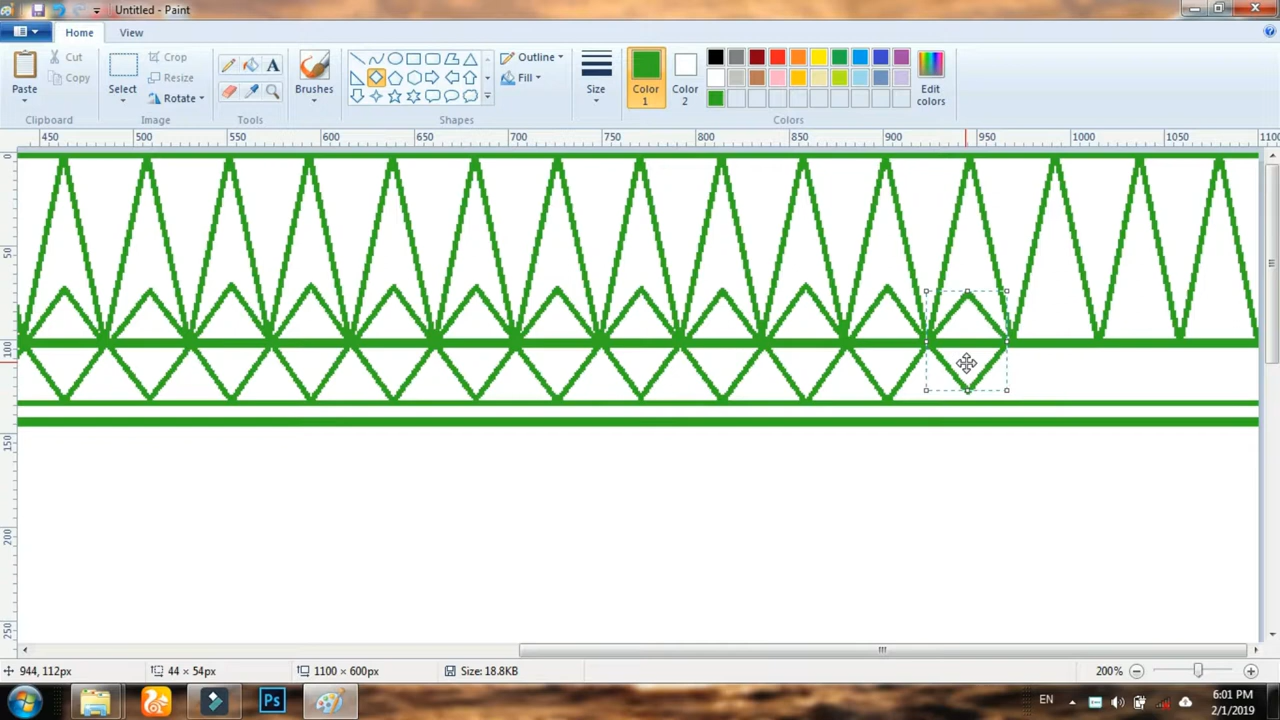 Untitled - Paint
Home View
Paste
Cut
Copy
Clipboard
Select
Crop
Resize
Rotate
Image
A
Tools
Brushes
Outline
Fill
Shapes
Size
Color
1
Color
2
Edit
colors
Colors
450 500 550 600 650 700 750 800 850 900 950 1000 1050 1100
0
50
100
150
200
250
944, 112px
44 × 54px
1100 × 600px
Size: 18.8KB
200%
Ps
EN
6:01 PM
2/1/2019